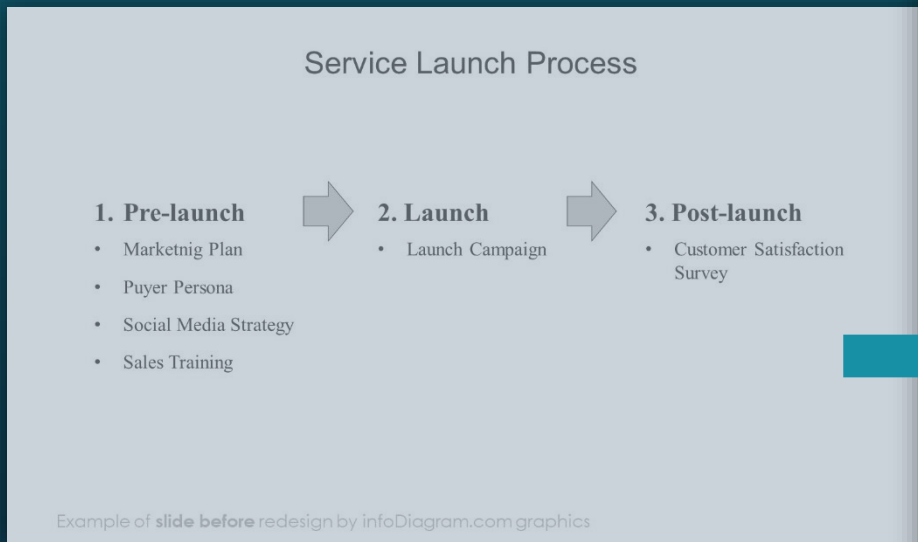 Service Launch Process
1. Pre-launch
• Marketnig Plan
• Puyer Persona
• Social Media Strategy
• Sales Training
2. Launch
• Launch Campaign
3. Post-launch
• Customer Satisfaction
Survey
Example of slide before redesign by infoDiagram.com graphics